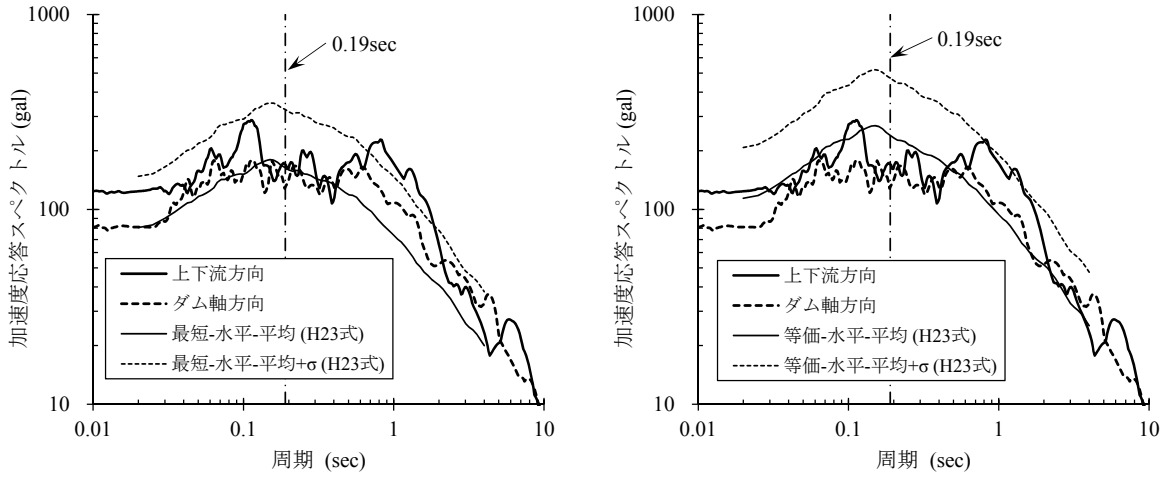 1000
100
10
0.01
0.1
1
10
加速度応答スペクトル (gal)
周期 (sec)
0.19sec
上下流方向
ダム軸方向
最短-水平-平均 (H23式)
最短-水平-平均+σ (H23式)
1000
100
10
0.01
0.1
1
10
加速度応答スペクトル (gal)
周期 (sec)
0.19sec
上下流方向
ダム軸方向
等価-水平-平均 (H23式)
等価-水平-平均+σ (H23式)